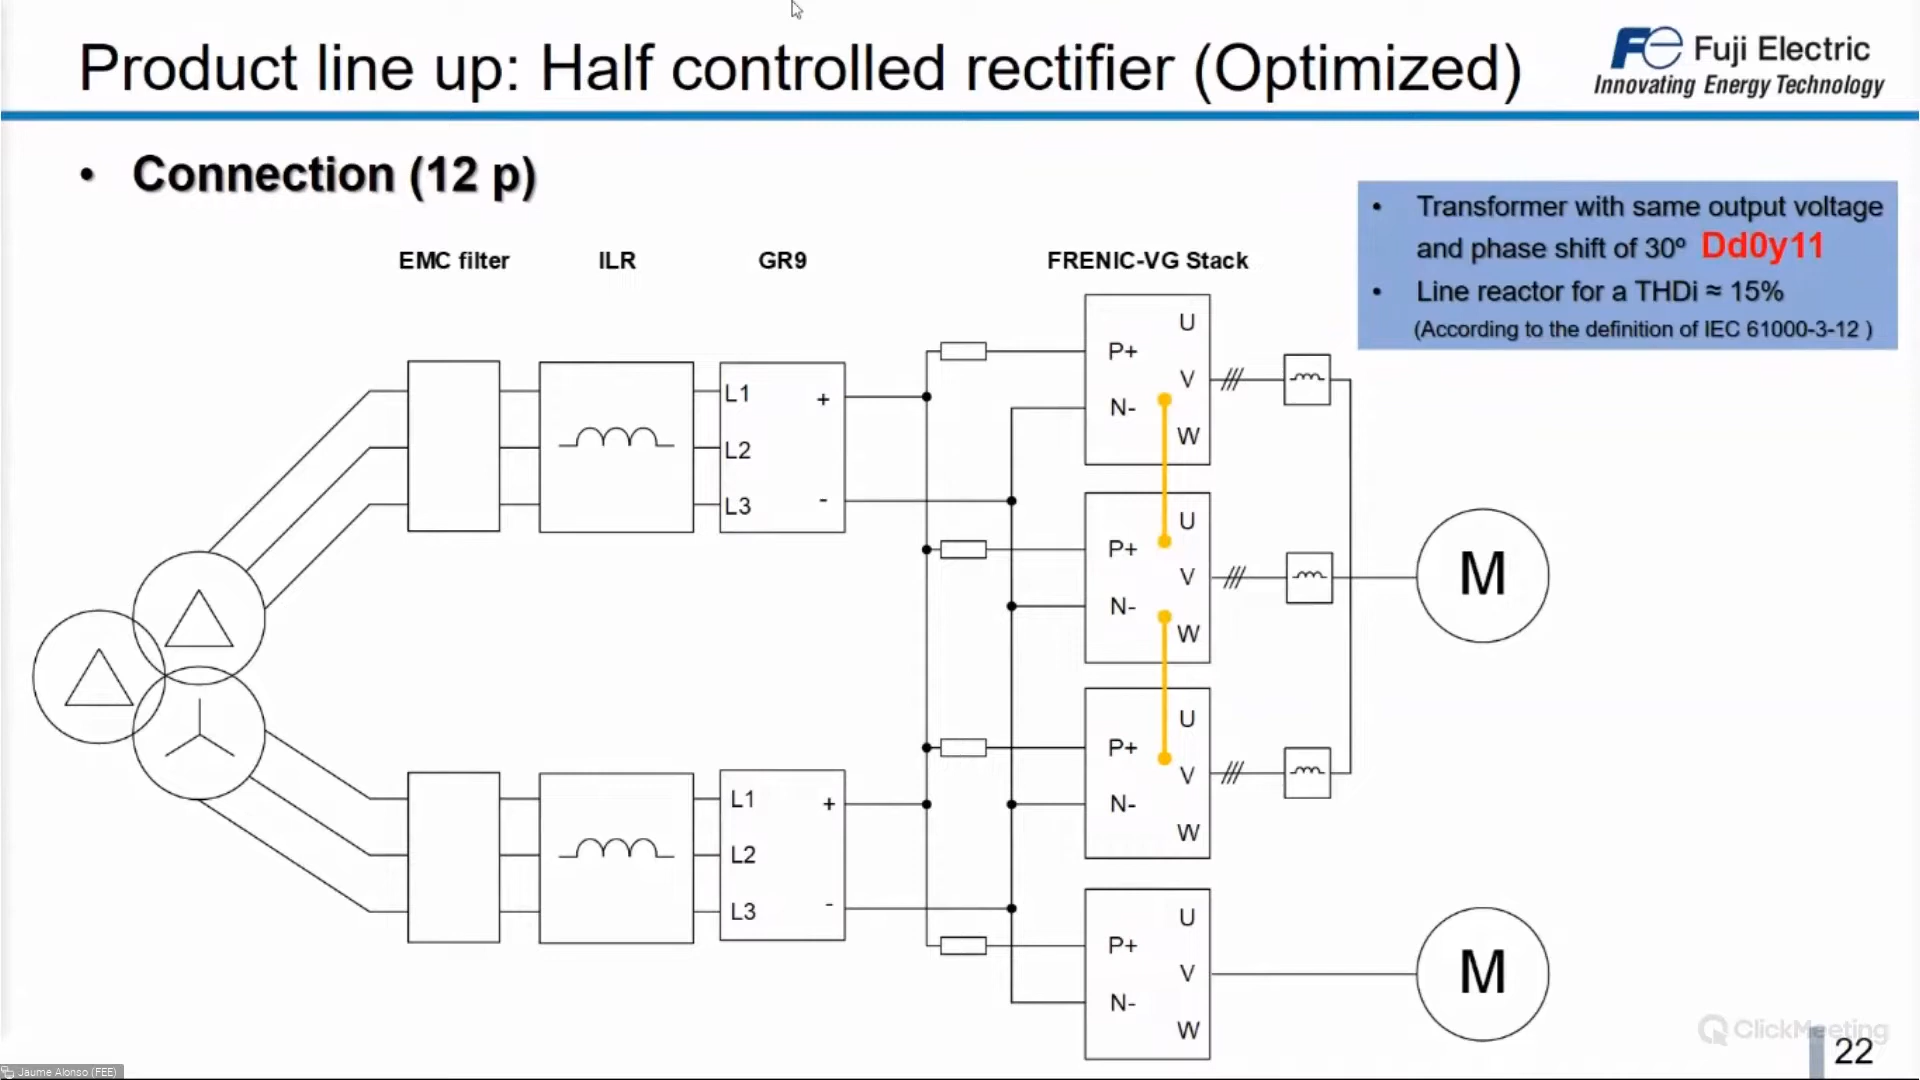 Product line up: Half controlled rectifier (Optimized)
Fe Fuji Electric
Innovating Energy Technology
• Connection (12 p)
• Transformer with same output voltage
and phase shift of 30º Dd0y11
• Line reactor for a THDi ≈ 15%
(According to the definition of IEC 61000-3-12 )
EMC filter ILR GR9 FRENIC-VG Stack
L1 +
L2
L3 -
P+ U
V
N- W
P+ U
V
N- W
M
L1 +
L2
L3 -
P+ U
V
N- W
P+ U
V
N- W
M
ClickMeeting
22
Jaume Alonso (FEE)